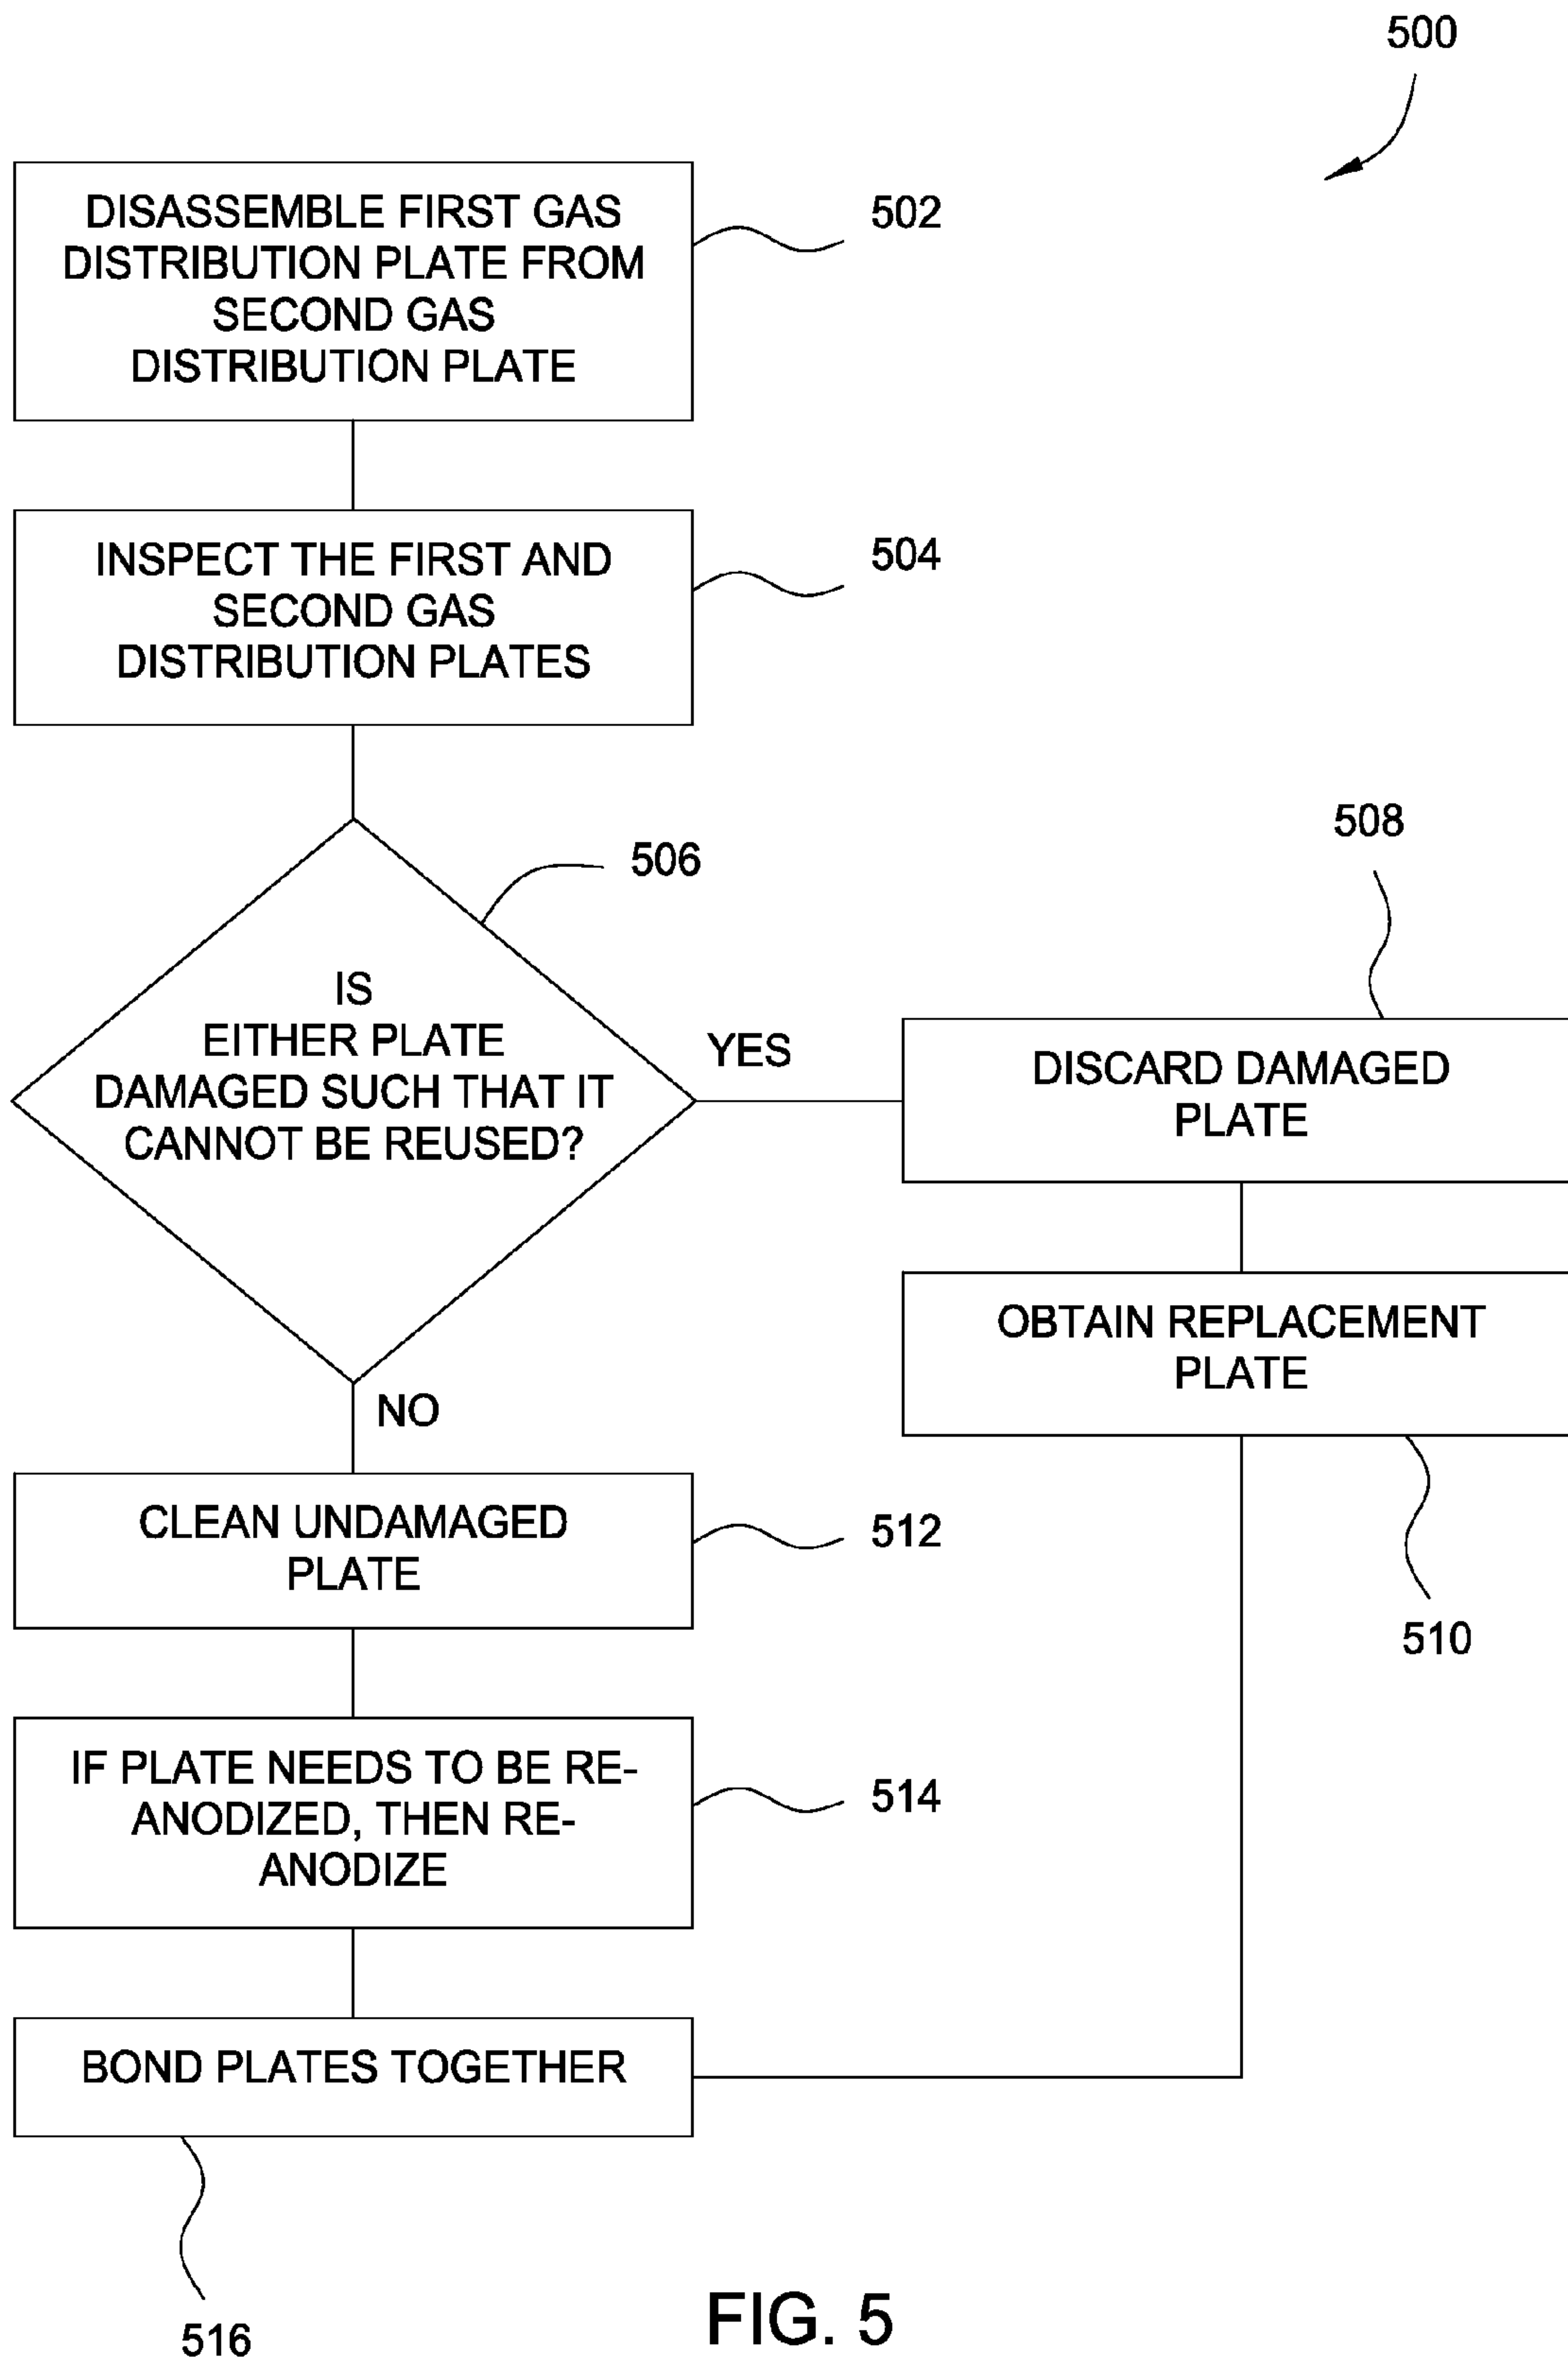 500
DISASSEMBLE FIRST GAS
DISTRIBUTION PLATE FROM
SECOND GAS
DISTRIBUTION PLATE
502
INSPECT THE FIRST AND
SECOND GAS
DISTRIBUTION PLATES
504
IS
EITHER PLATE
DAMAGED SUCH THAT IT
CANNOT BE REUSED?
506
YES
508
DISCARD DAMAGED
PLATE
OBTAIN REPLACEMENT
PLATE
510
NO
CLEAN UNDAMAGED
PLATE
512
IF PLATE NEEDS TO BE RE-
ANODIZED, THEN RE-
ANODIZE
514
BOND PLATES TOGETHER
516
FIG. 5